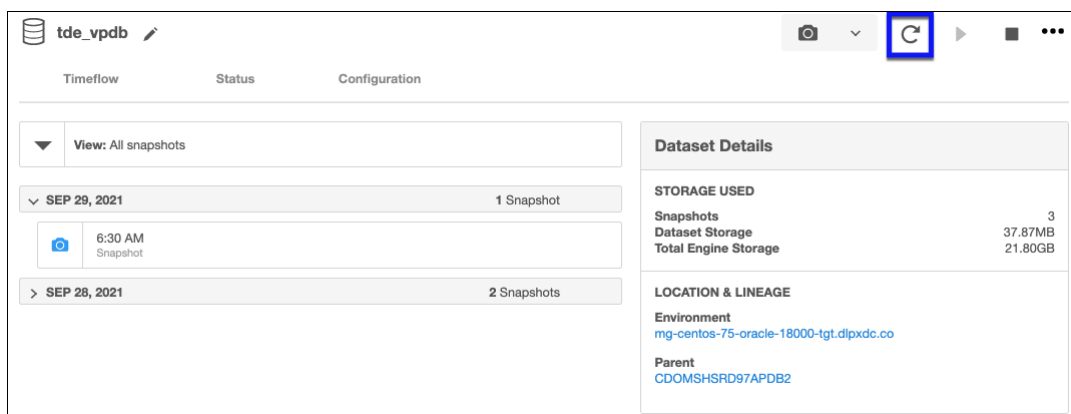 tde_vpdb
Timeflow Status Configuration
View: All snapshots
SEP 29, 2021 1 Snapshot
6:30 AM
Snapshot
SEP 28, 2021 2 Snapshots
Dataset Details
STORAGE USED
Snapshots 3
Dataset Storage 37.87MB
Total Engine Storage 21.80GB
LOCATION & LINEAGE
Environment
mg-centos-75-oracle-18000-tgt.dlpxdc.co
Parent
CDOMSHSRD97APDB2